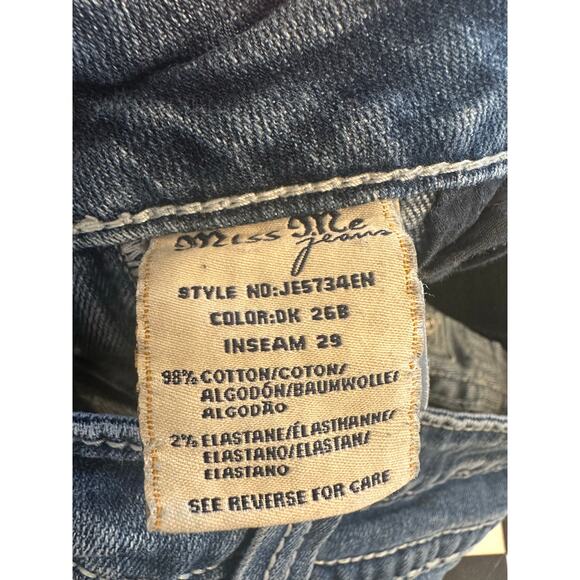 Miss Me
jeans
STYLE NO:JE5734EN
COLOR:DK 26B
INSEAM 29
98% COTTON/COTON/
ALGODÓN/BAUMWOLLE/
ALGODÃO
2% ELASTANE/ÉLASTHANNE/
ELASTANO/ELASTAN/
ELASTANO
SEE REVERSE FOR CARE